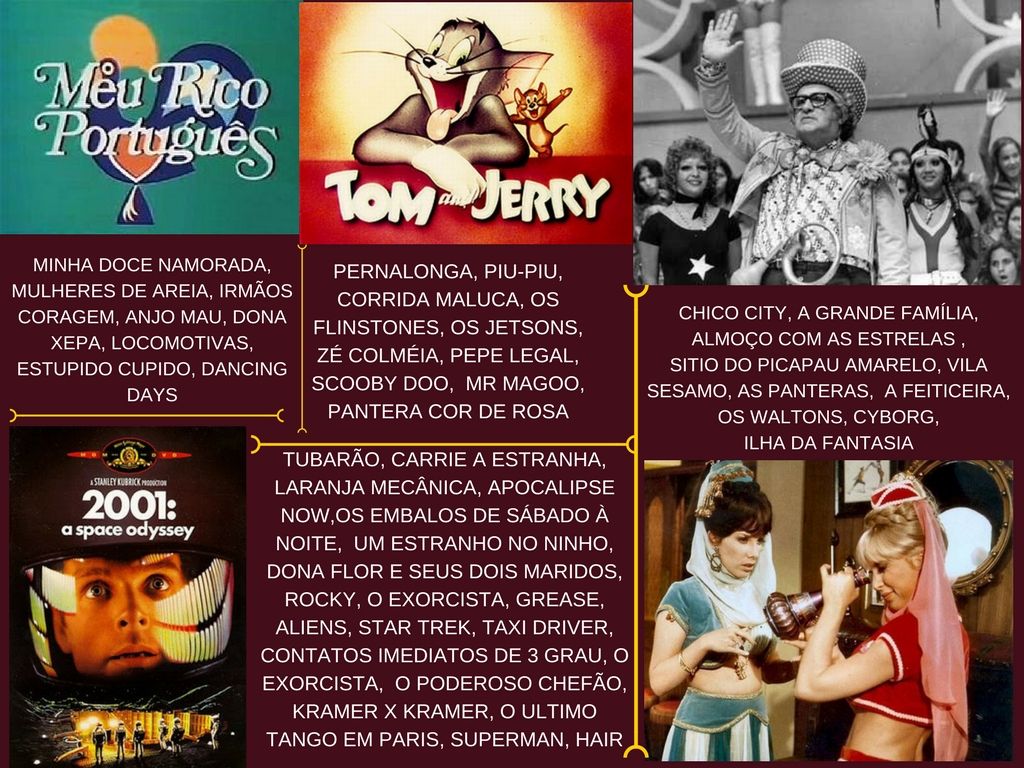 Meu Rico
Português
MINHA DOCE NAMORADA,
MULHERES DE AREIA, IRMÃOS
CORAGEM, ANJO MAU, DONA
XEPA, LOCOMOTIVAS,
ESTUPIDO CUPIDO, DANCING
DAYS
TOM and JERRY
PERNALONGA, PIU-PIU,
CORRIDA MALUCA, OS
FLINSTONES, OS JETSONS,
ZÉ COLMÉIA, PEPE LEGAL,
SCOOBY DOO, MR MAGOO,
PANTERA COR DE ROSA
CHICO CITY, A GRANDE FAMÍLIA,
ALMOÇO COM AS ESTRELAS ,
SITIO DO PICAPAU AMARELO, VILA
SESAMO, AS PANTERAS, A FEITICEIRA,
OS WALTONS, CYBORG,
ILHA DA FANTASIA
MGM DVD
A STANLEY KUBRICK PRODUCTION
2001:
a space odyssey
TUBARÃO, CARRIE A ESTRANHA,
LARANJA MECÂNICA, APOCALIPSE
NOW,OS EMBALOS DE SÁBADO À
NOITE, UM ESTRANHO NO NINHO,
DONA FLOR E SEUS DOIS MARIDOS,
ROCKY, O EXORCISTA, GREASE,
ALIENS, STAR TREK, TAXI DRIVER,
CONTATOS IMEDIATOS DE 3 GRAU, O
EXORCISTA, O PODEROSO CHEFÃO,
KRAMER X KRAMER, O ULTIMO
TANGO EM PARIS, SUPERMAN, HAIR